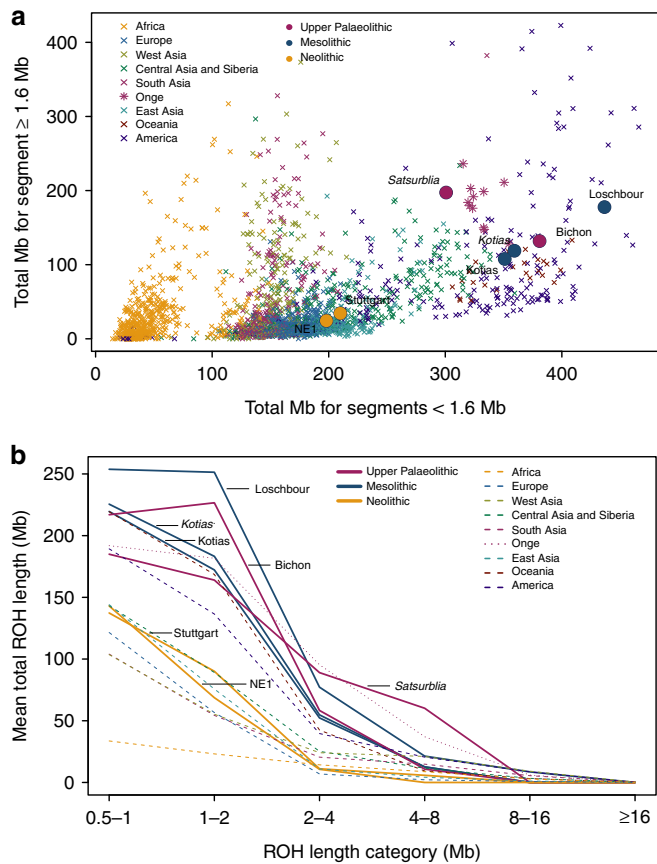 a
Total Mb for segment ≥ 1.6 Mb
400
300
200
100
0
Africa
Europe
West Asia
Central Asia and Siberia
South Asia
Onge
East Asia
Oceania
America
Upper Palaeolithic
Mesolithic
Neolithic
Satsurblia
Loschbour
Bichon
Kotias
Kotias
Stuttgart
NE1
0 100 200 300 400
Total Mb for segments < 1.6 Mb
b
Mean total ROH length (Mb)
250
200
150
100
50
0
Upper Palaeolithic
Mesolithic
Neolithic
Africa
Europe
West Asia
Central Asia and Siberia
South Asia
Onge
East Asia
Oceania
America
Loschbour
Kotias
Kotias
Bichon
Stuttgart
NE1
Satsurblia
0.5–1 1–2 2–4 4–8 8–16 ≥16
ROH length category (Mb)